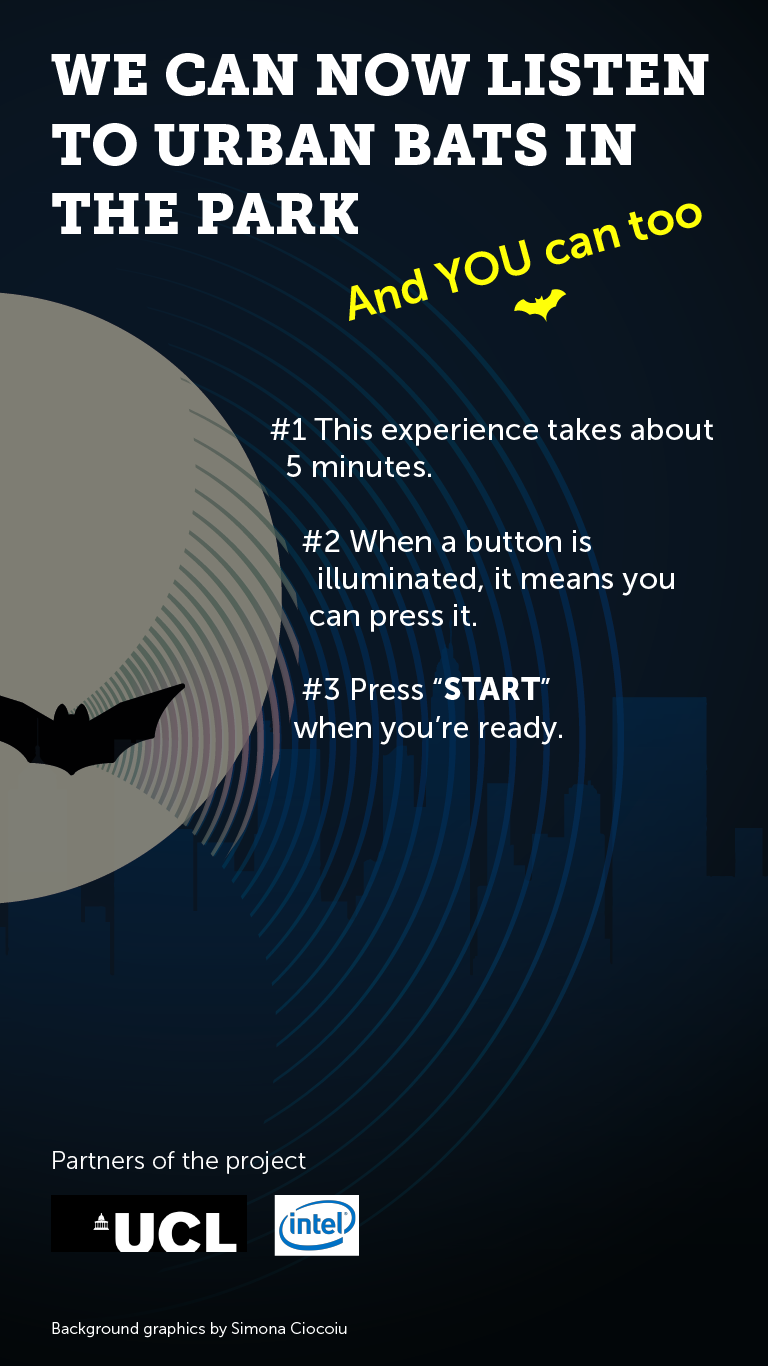 WE CAN NOW LISTEN
TO URBAN BATS IN
THE PARK
And YOU can too
#1 This experience takes about
5 minutes.
#2 When a button is
illuminated, it means you
can press it.
#3 Press “START”
when you’re ready.
Partners of the project
UCL
intel
Background graphics by Simona Ciocoiu